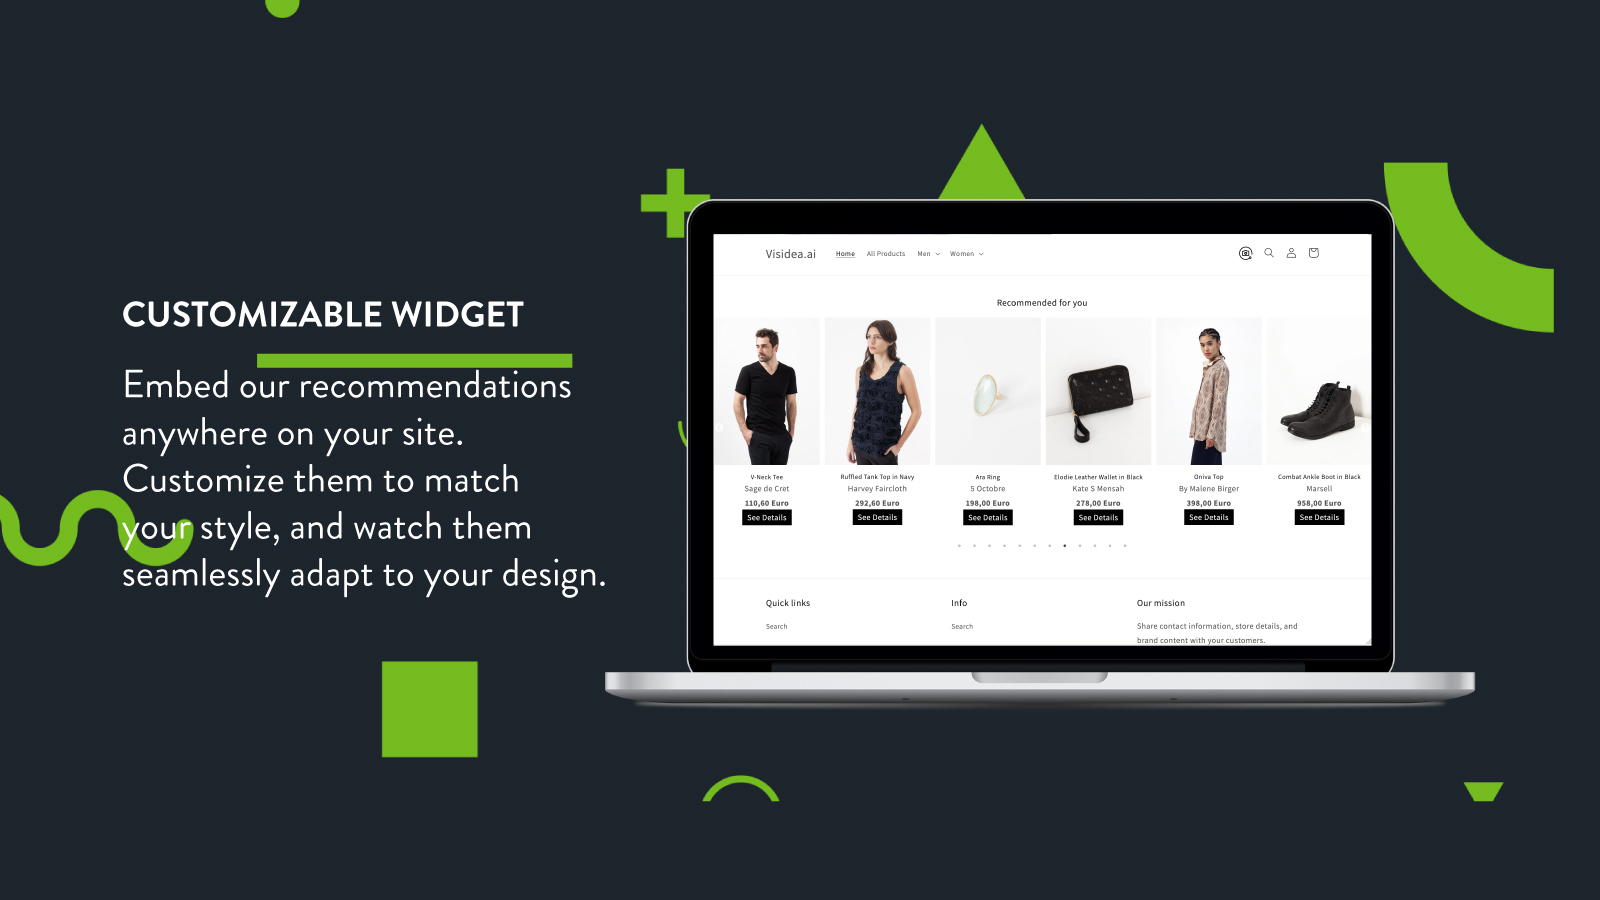 CUSTOMIZABLE WIDGET
Embed our recommendations
anywhere on your site.
Customize them to match
your style, and watch them
seamlessly adapt to your design.
Visidea.ai Home All Products Men Women
Recommended for you
V-Neck Tee
Sage de Cret
110,60 Euro
See Details
Ruffled Tank Top in Navy
Harvey Faircloth
292,60 Euro
See Details
Ara Ring
5 Octobre
198,00 Euro
See Details
Elodie Leather Wallet in Black
Kate S Mensah
278,00 Euro
See Details
Oniva Top
By Malene Birger
398,00 Euro
See Details
Combat Ankle Boot in Black
Marsell
958,00 Euro
See Details
Quick links
Search
Info
Search
Our mission
Share contact information, store details, and
brand content with your customers.